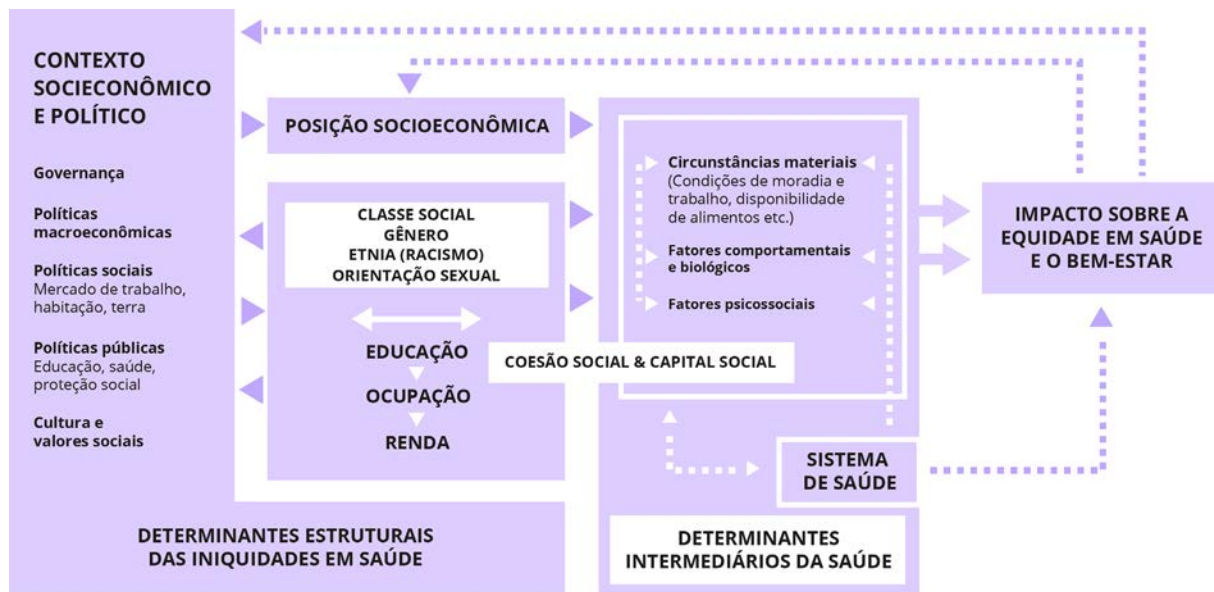 CONTEXTO
SOCIECONÔMICO
E POLÍTICO
Governança
Políticas
macroeconômicas
Políticas sociais
Mercado de trabalho,
habitação, terra
Políticas públicas
Educação, saúde,
proteção social
Cultura e
valores sociais
POSIÇÃO SOCIOECONÔMICA
CLASSE SOCIAL
GÊNERO
ETNIA (RACISMO)
ORIENTAÇÃO SEXUAL
EDUCAÇÃO
OCUPAÇÃO
RENDA
DETERMINANTES ESTRUTURAIS
DAS INIQUIDADES EM SAÚDE
COESÃO SOCIAL & CAPITAL SOCIAL
Circunstâncias materiais
(Condições de moradia e
trabalho, disponibilidade
de alimentos etc.)
Fatores comportamentais
e biológicos
Fatores psicossociais
SISTEMA
DE SAÚDE
DETERMINANTES
INTERMEDIÁRIOS DA SAÚDE
IMPACTO SOBRE A
EQUIDADE EM SAÚDE
E O BEM-ESTAR